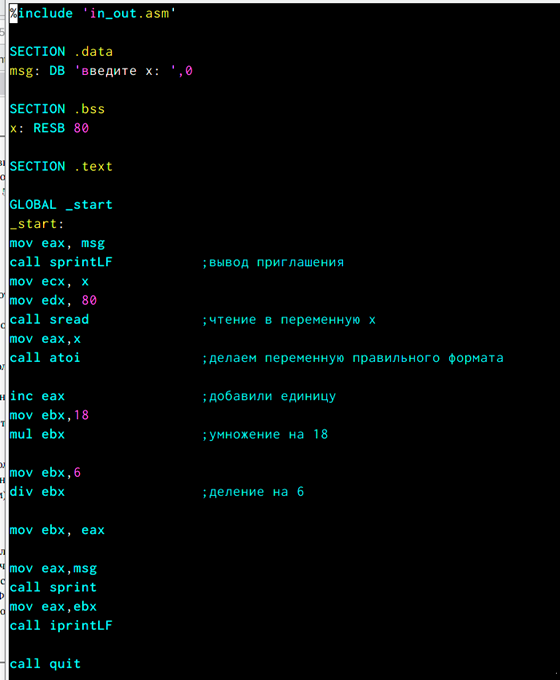 %include 'in_out.asm'
SECTION .data
msg: DB 'введите x: ',0
SECTION .bss
x: RESB 80
SECTION .text
GLOBAL _start
_start:
mov eax, msg
call sprintLF ;вывод приглашения
mov ecx, x
mov edx, 80
call sread ;чтение в переменную x
mov eax,x
call atoi ;делаем переменную правильного формата
inc eax ;добавили единицу
mov ebx,18
mul ebx ;умножение на 18
mov ebx,6
div ebx ;деление на 6
mov ebx, eax
mov eax,msg
call sprint
mov eax,ebx
call iprintLF
call quit